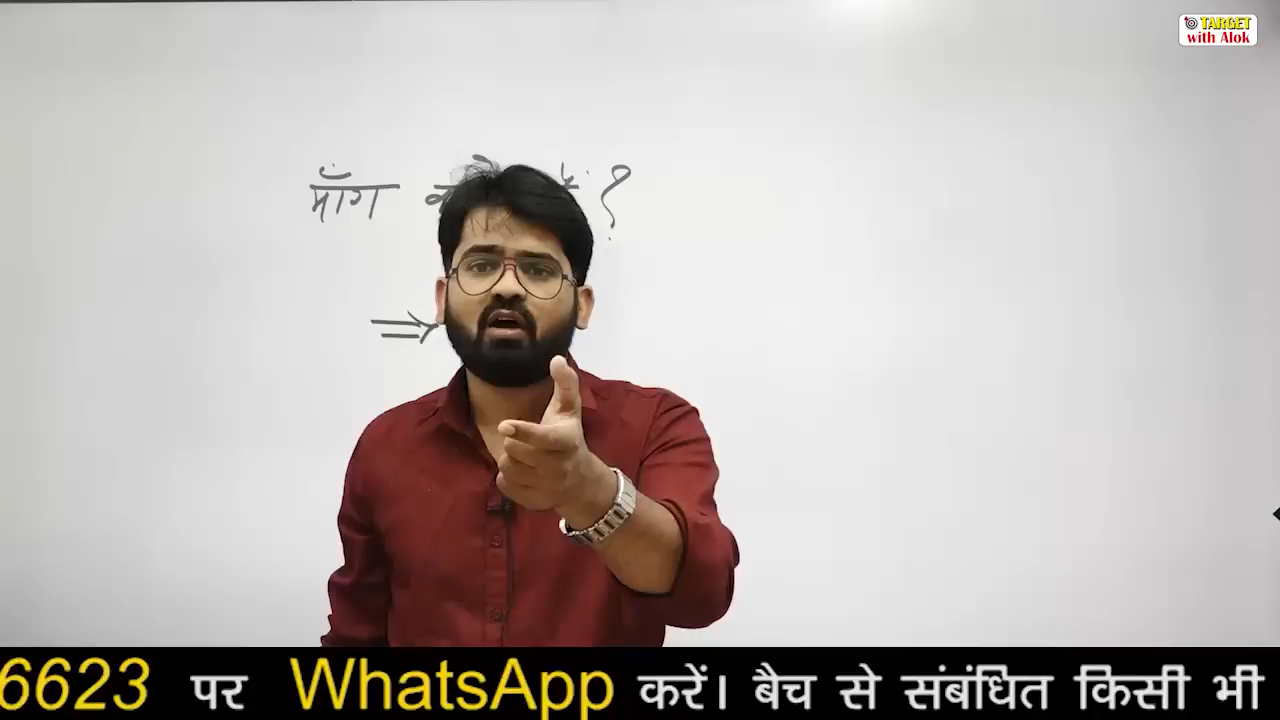 TARGET
with Alok
माँग
?
6623 पर WhatsApp करें। बैच से संबंधित किसी भी